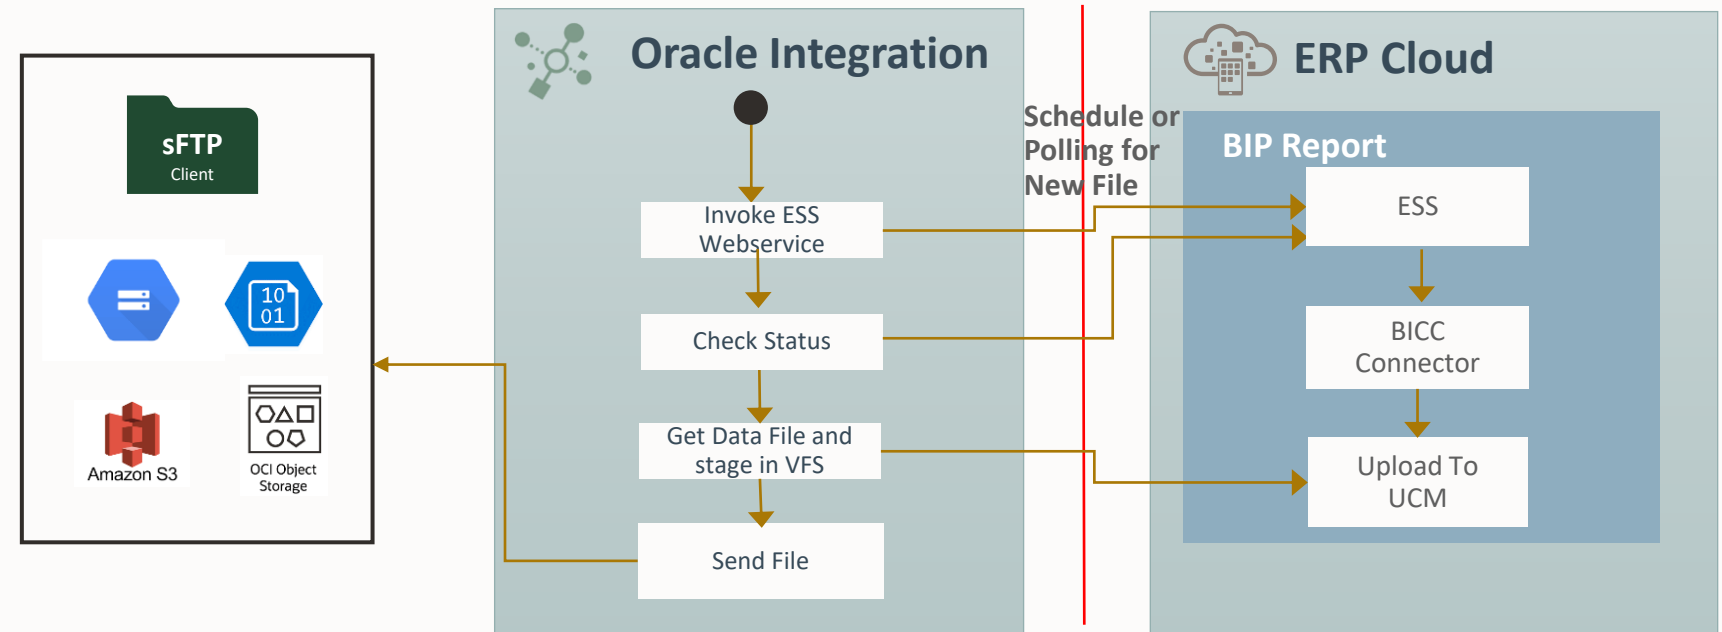 sFTP
Client
10
01
Amazon S3
OCI Object
Storage
Oracle Integration
Invoke ESS
Webservice
Check Status
Get Data File and
stage in VFS
Send File
Schedule or
Polling for
New File
ERP Cloud
BIP Report
ESS
BICC
Connector
Upload To
UCM